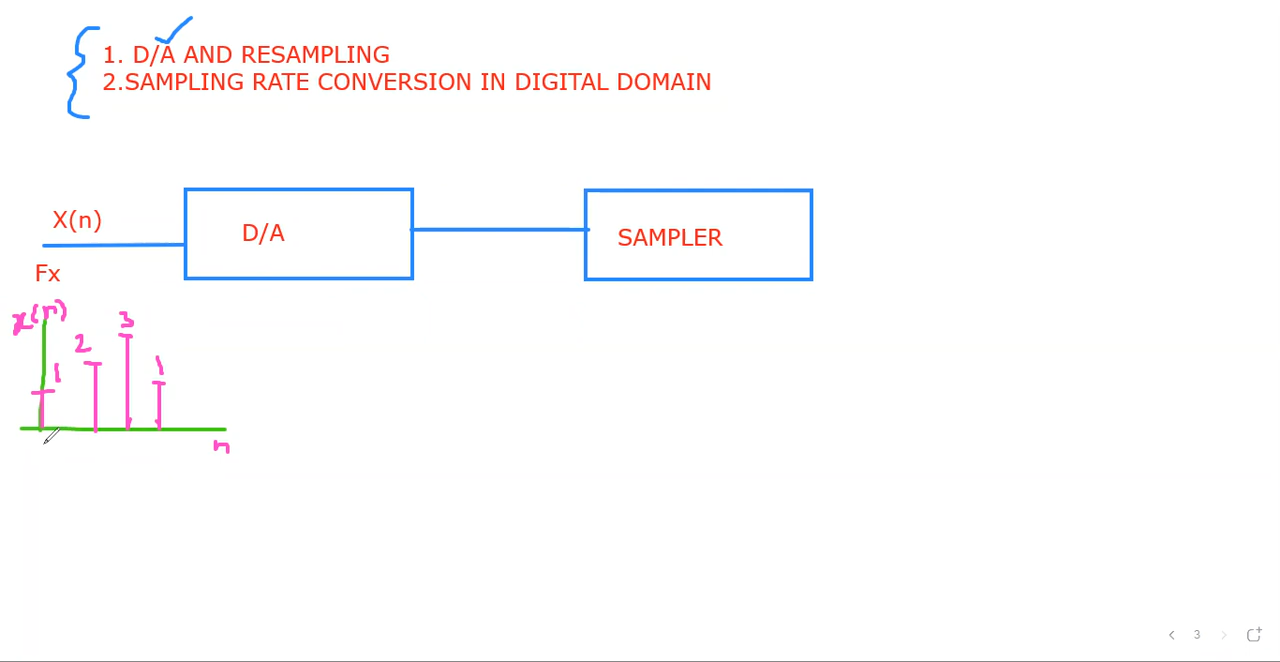 1. D/A AND RESAMPLING
2.SAMPLING RATE CONVERSION IN DIGITAL DOMAIN
X(n)
D/A
SAMPLER
Fx
x(n)
3
2
1
1
n
3